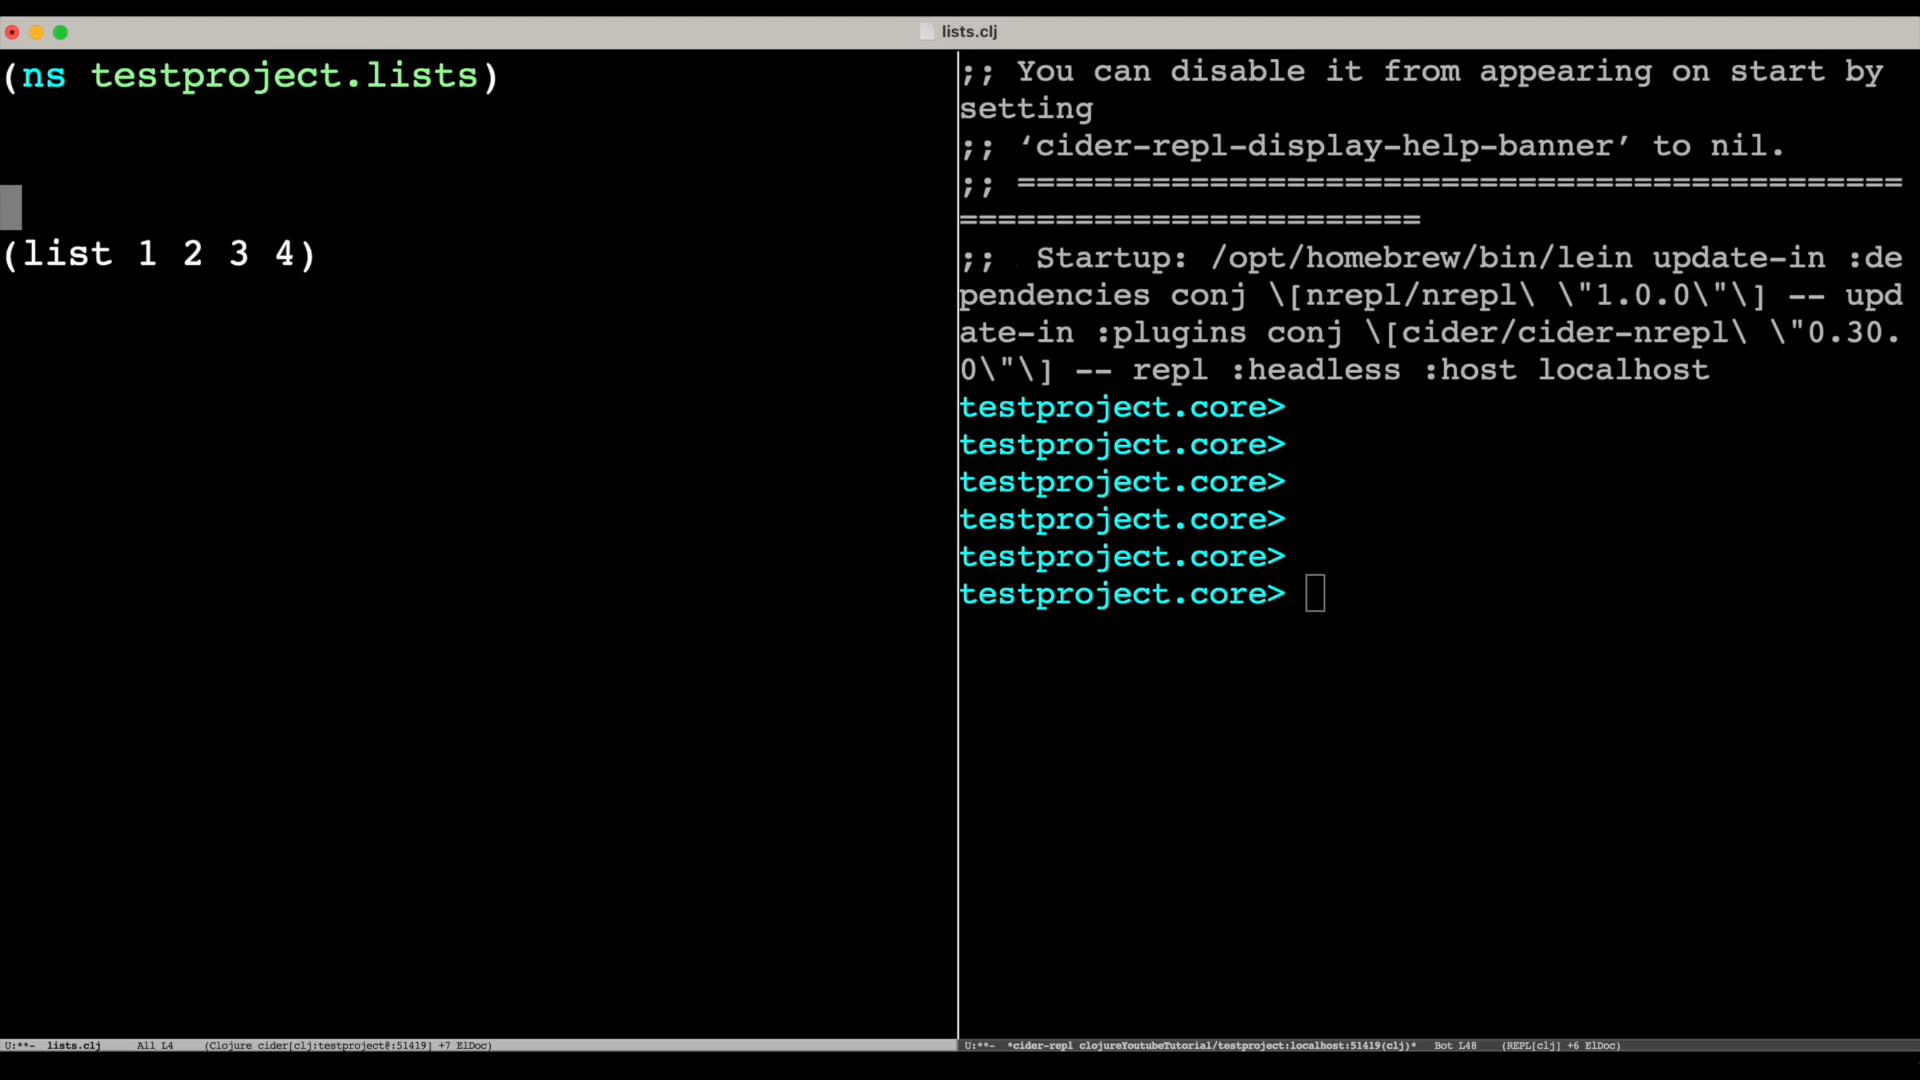 lists.clj
(ns testproject.lists)
(list 1 2 3 4)
;; You can disable it from appearing on start by
setting
;; ‘cider-repl-display-help-banner’ to nil.
;; ==============================================
========================
;;  Startup: /opt/homebrew/bin/lein update-in :de
pendencies conj \[nrepl/nrepl\ \"1.0.0\"\] -- upd
ate-in :plugins conj \[cider/cider-nrepl\ \"0.30.
0\"\] -- repl :headless :host localhost
testproject.core>
testproject.core>
testproject.core>
testproject.core>
testproject.core>
testproject.core>
U:**-  lists.clj      All L4     (Clojure cider[clj:testproject@:51419] +7 ElDoc)
U:**-  *cider-repl clojureYoutubeTutorial/testproject:localhost:51419(clj)*   Bot L48    (REPL[clj] +6 ElDoc)